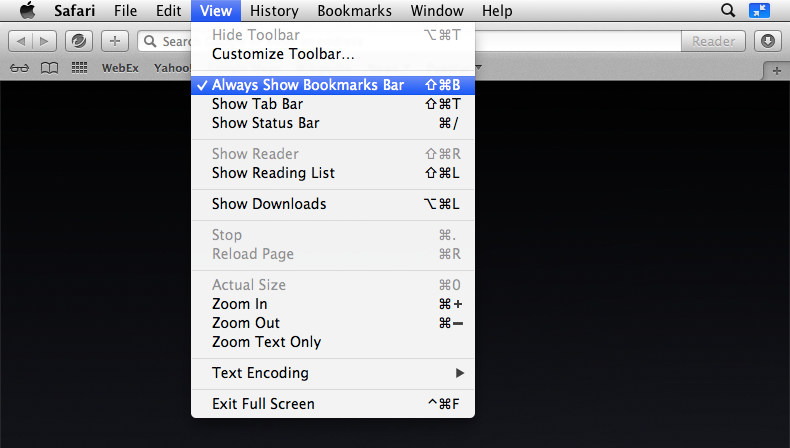 Safari File Edit View History Bookmarks Window Help
Hide Toolbar ⌥⌘T
Customize Toolbar...
Sear
Reader
WebEx Yahoo!
✓ Always Show Bookmarks Bar ⇧⌘B
Show Tab Bar ⇧⌘T
Show Status Bar ⌘/
Show Reader ⇧⌘R
Show Reading List ⇧⌘L
Show Downloads ⌥⌘L
Stop ⌘.
Reload Page ⌘R
Actual Size ⌘0
Zoom In ⌘+
Zoom Out ⌘−
Zoom Text Only
Text Encoding ▶
Exit Full Screen ^⌘F